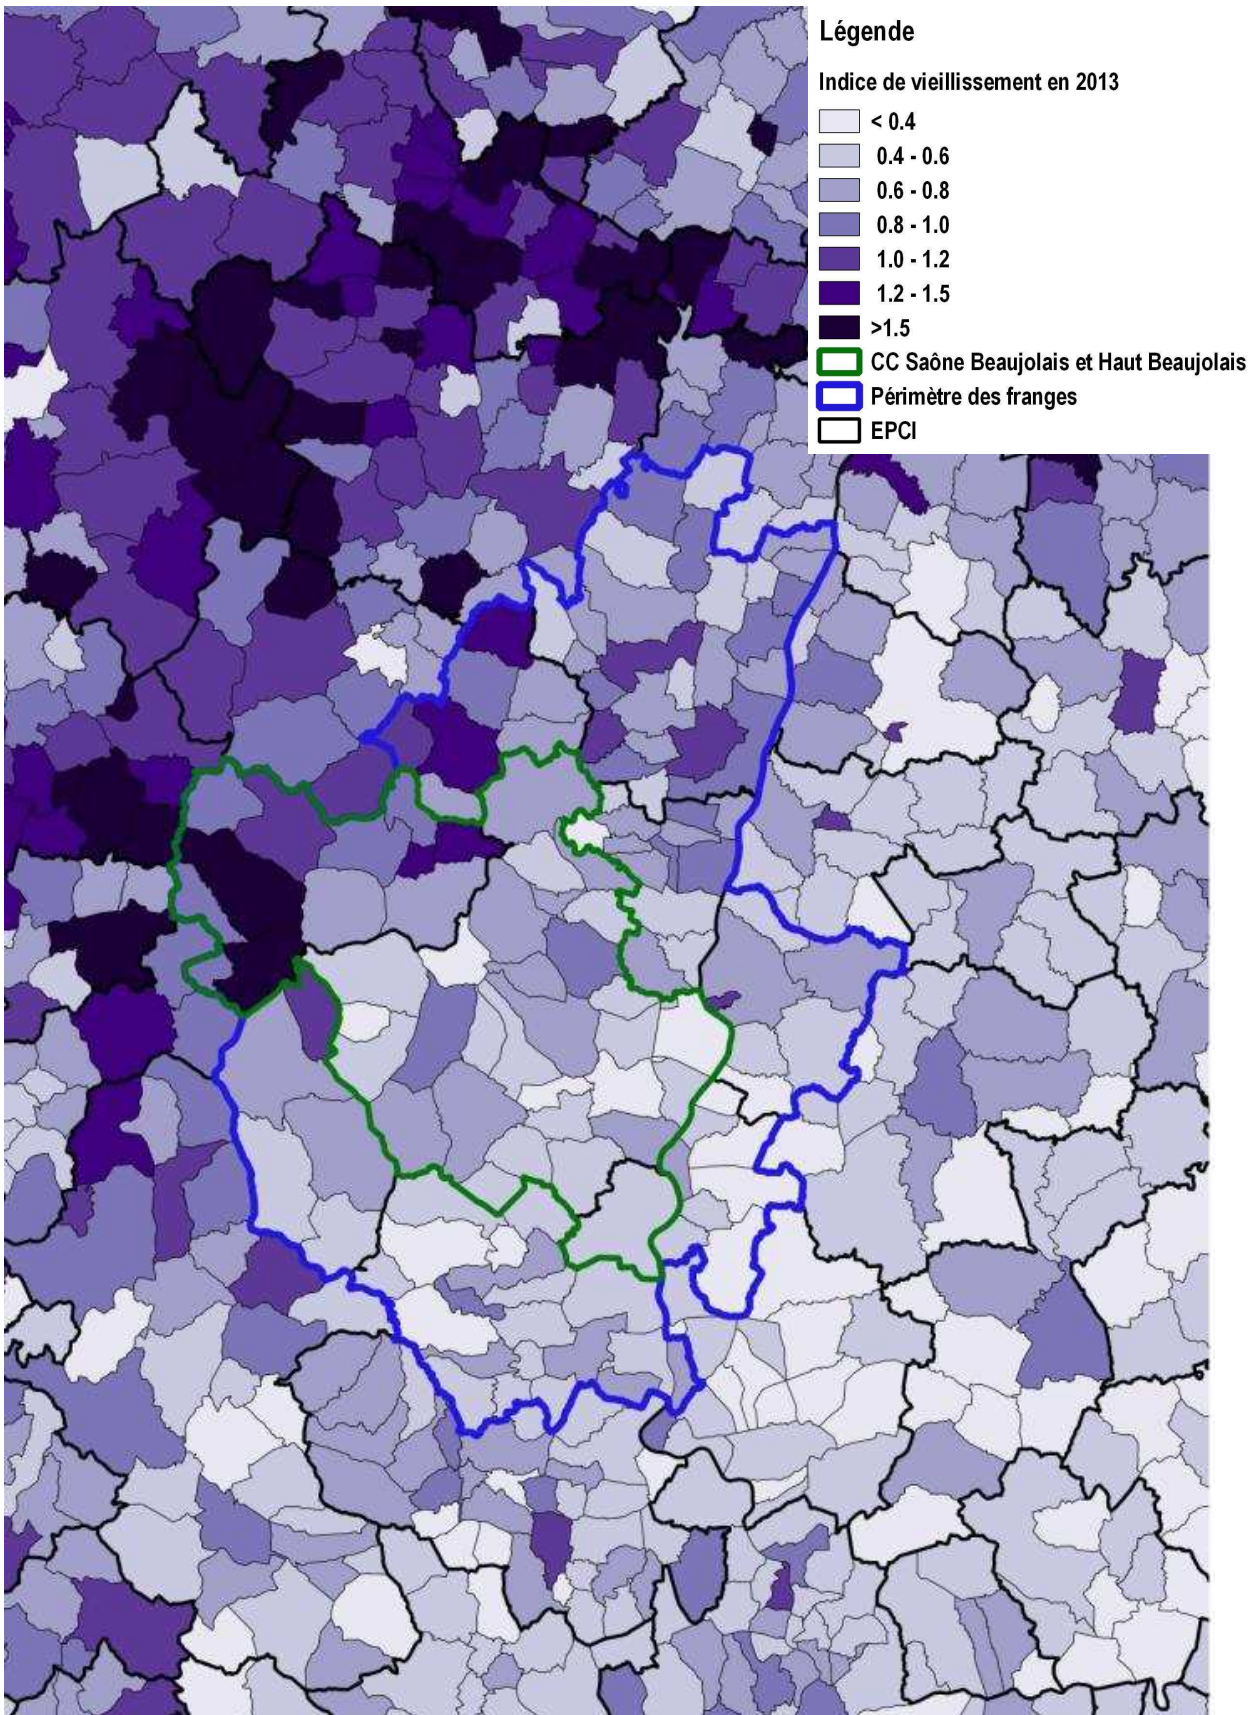 Légende
Indice de vieillissement en 2013
< 0.4
0.4 - 0.6
0.6 - 0.8
0.8 - 1.0
1.0 - 1.2
1.2 - 1.5
>1.5
CC Saône Beaujolais et Haut Beaujolais
Périmètre des franges
EPCI